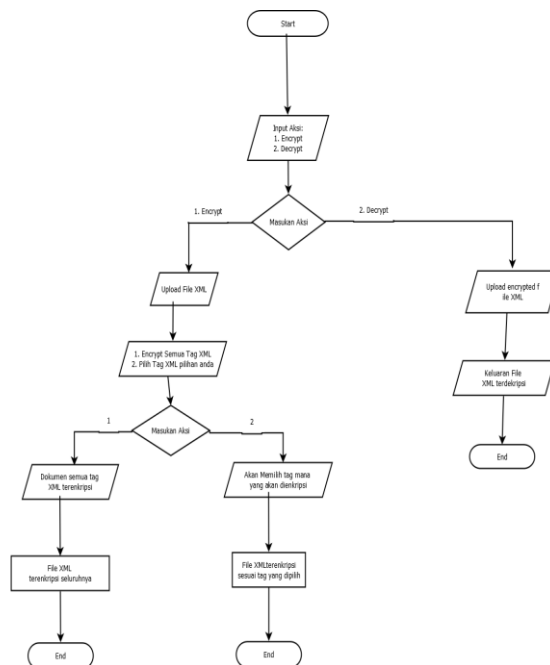 Start
Input Aksi:
1. Encrypt
2. Decrypt
1. Encrypt
Masukan Aksi
2. Decrypt
Upload File XML
Upload encrypted f
ile XML
1. Encrypt Semua Tag XML
2. Pilih Tag XML pilihan anda
Keluaran File
XML terdekripsi
1
Masukan Aksi
2
End
Dokumen semua tag
XML terenkripsi
Akan Memilih tag mana
yang akan dienkripsi
File XML
terenkripsi seluruhnya
File XMLterenkripsi
sesuai tag yang dipilih
End
End